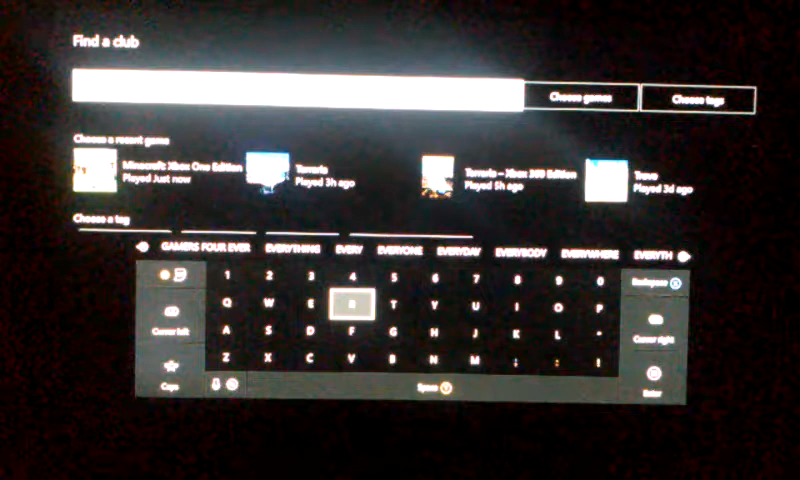 Find a club
Choose games Choose tags
Choose a recent game
Minecraft: Xbox One Edition Terraria Terraria – Xbox 360 Edition Trove
Played Just now Played 3h ago Played 5h ago Played 3d ago
Choose a tag
GAMERS FOUR EVER EVERYTHING EVERY EVERYONE EVERYDAY EVERYBODY EVERYWHERE EVERYTH
1 2 3 4 5 6 7 8 9 0 Backspace X
Q W E R T Y U I O P
Cursor left A S D F G H J K L Cursor right
Z X C V B N M ; : !
Caps Space Y Enter